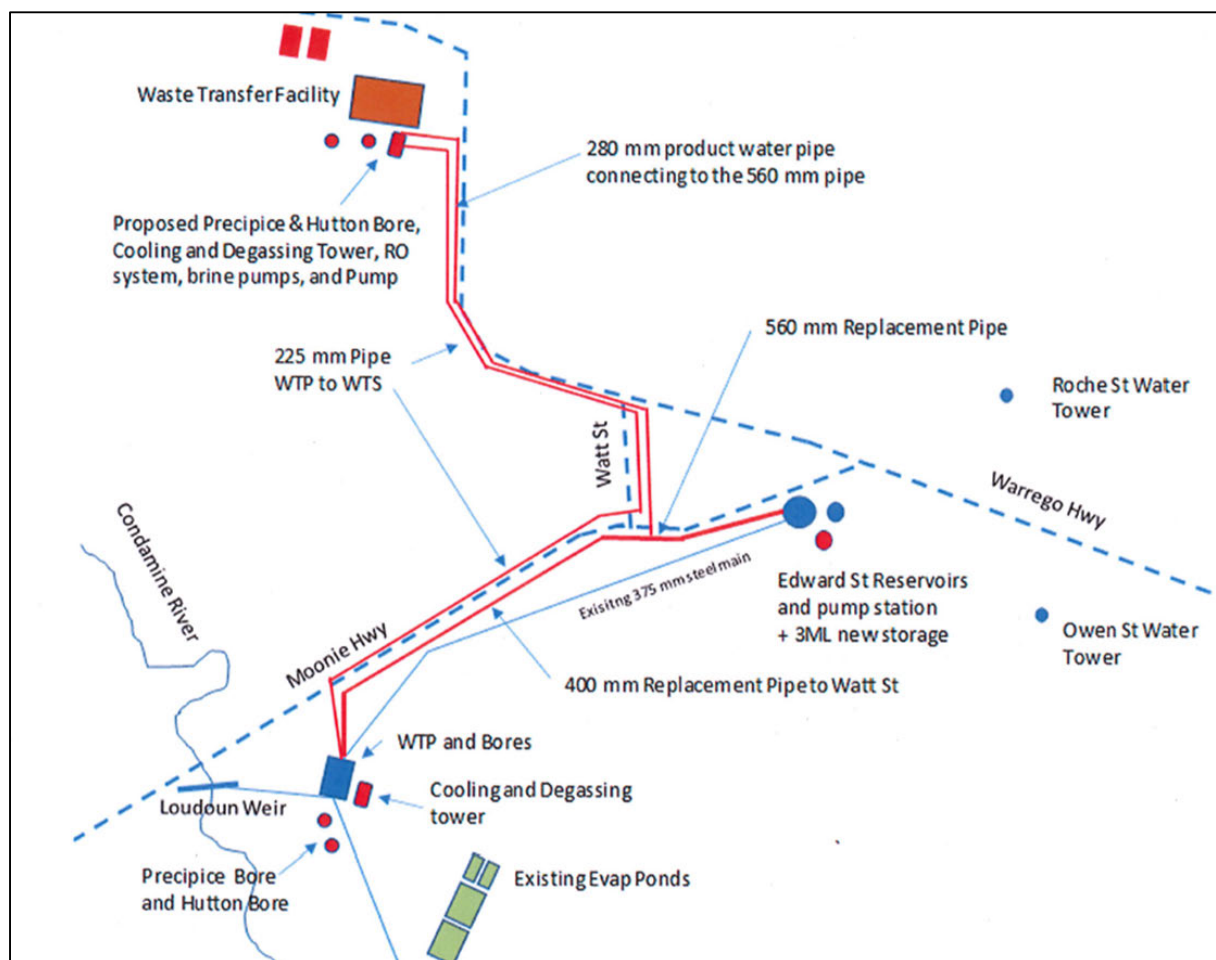 Waste Transfer Facility
280 mm product water pipe
connecting to the 560 mm pipe
Proposed Precipice & Hutton Bore,
Cooling and Degassing Tower, RO
system, brine pumps, and Pump
560 mm Replacement Pipe
225 mm Pipe
WTP to WTS
Roche St Water
Tower
Watt St
Warrego Hwy
Condamine River
Exisitng 375 mm steel main
Edward St Reservoirs
and pump station
+ 3ML new storage
Owen St Water
Tower
Moonie Hwy
400 mm Replacement Pipe to Watt St
WTP and Bores
Cooling and Degassing
tower
Loudoun Weir
Precipice Bore
and Hutton Bore
Existing Evap Ponds